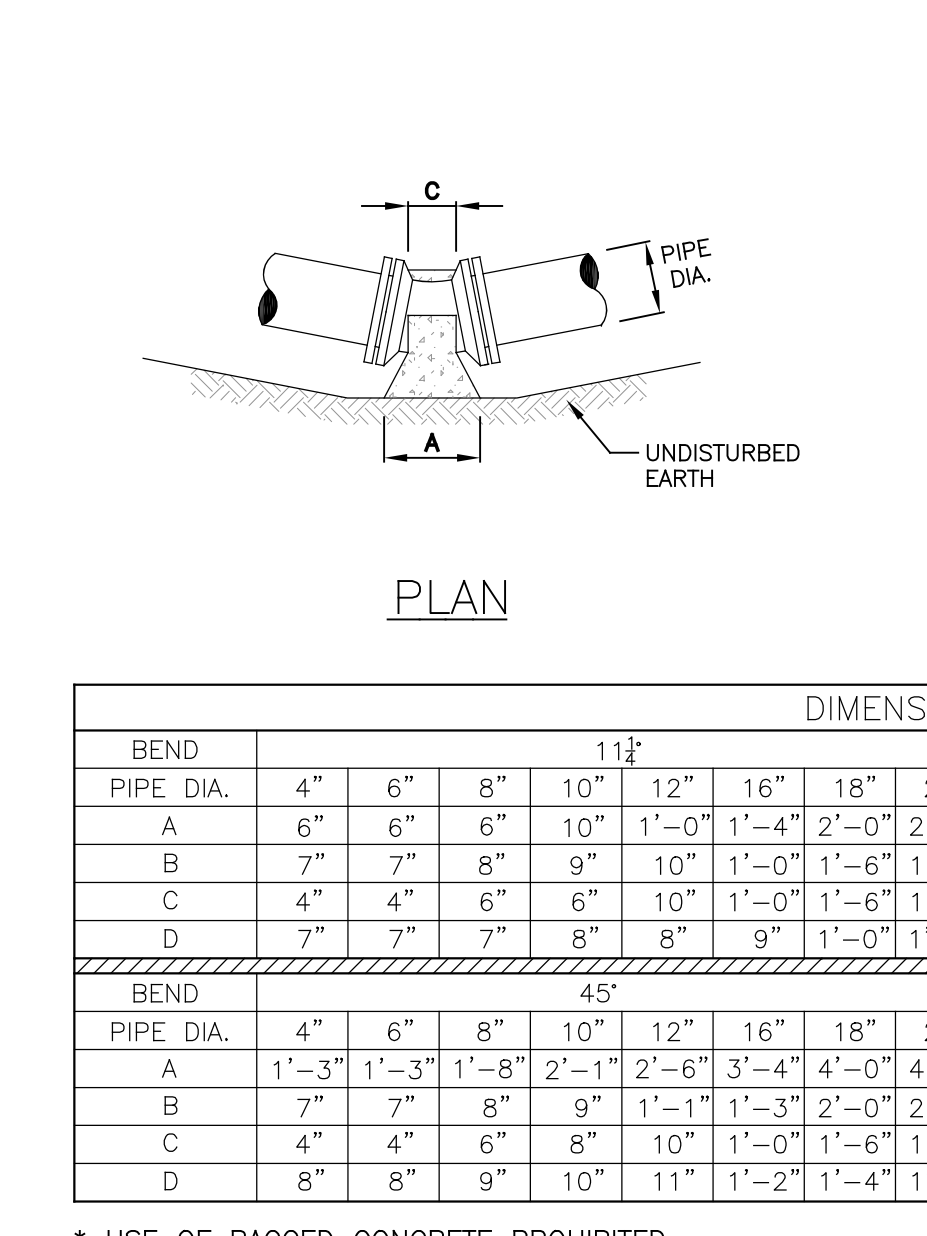 C
PIPE
DIA.
A
UNDISTURBED
EARTH
PLAN
DIMENS
BEND 11¼°
PIPE DIA. 4" 6" 8" 10" 12" 16" 18"
A 6" 6" 6" 10" 1'-0" 1'-4" 2'-0" 2
B 7" 7" 8" 9" 10" 1'-0" 1'-6" 1
C 4" 4" 6" 6" 10" 1'-0" 1'-6" 1
D 7" 7" 7" 8" 8" 9" 1'-0" 1'
BEND 45°
PIPE DIA. 4" 6" 8" 10" 12" 16" 18"
A 1'-3" 1'-3" 1'-8" 2'-1" 2'-6" 3'-4" 4'-0" 4
B 7" 7" 8" 9" 1'-1" 1'-3" 2'-0" 2
C 4" 4" 6" 8" 10" 1'-0" 1'-6" 1
D 8" 8" 9" 10" 11" 1'-2" 1'-4" 1
* USE OF BAGGED CONCRETE PROHIBITED